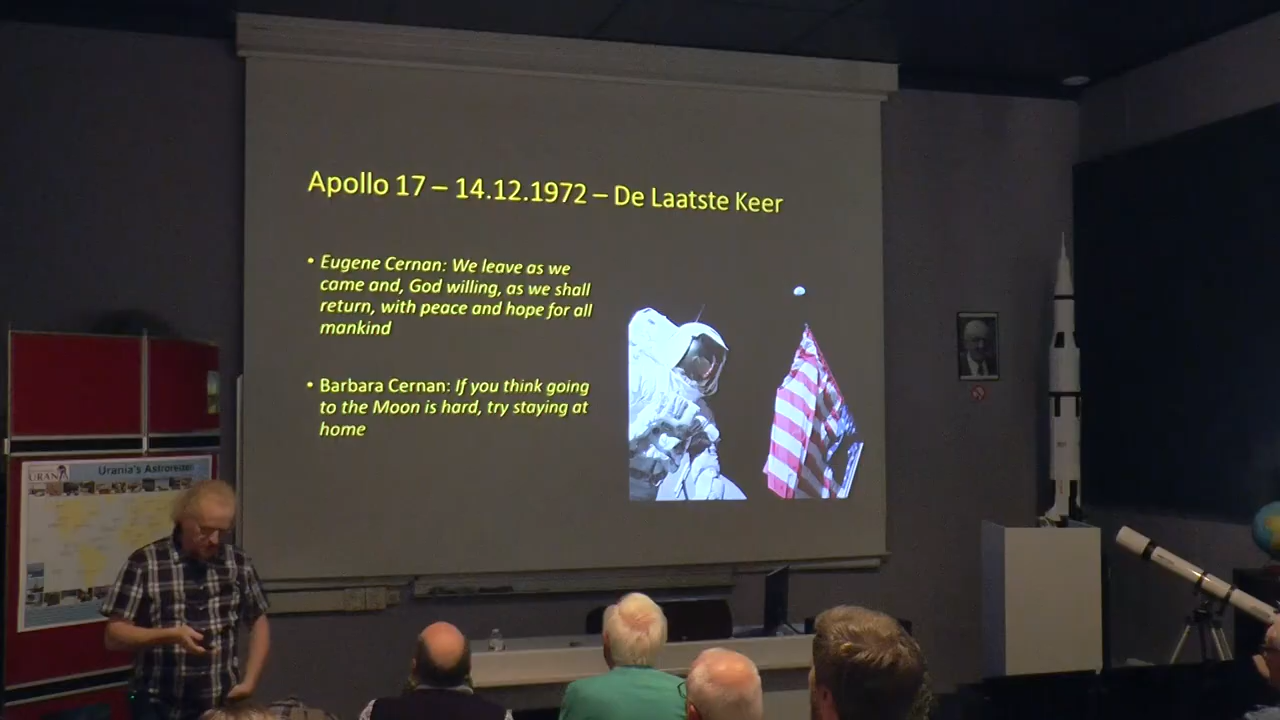 Apollo 17 – 14.12.1972 – De Laatste Keer
• Eugene Cernan: We leave as we
came and, God willing, as we shall
return, with peace and hope for all
mankind
• Barbara Cernan: If you think going
to the Moon is hard, try staying at
home
URANIA
Urania's Astroreizen